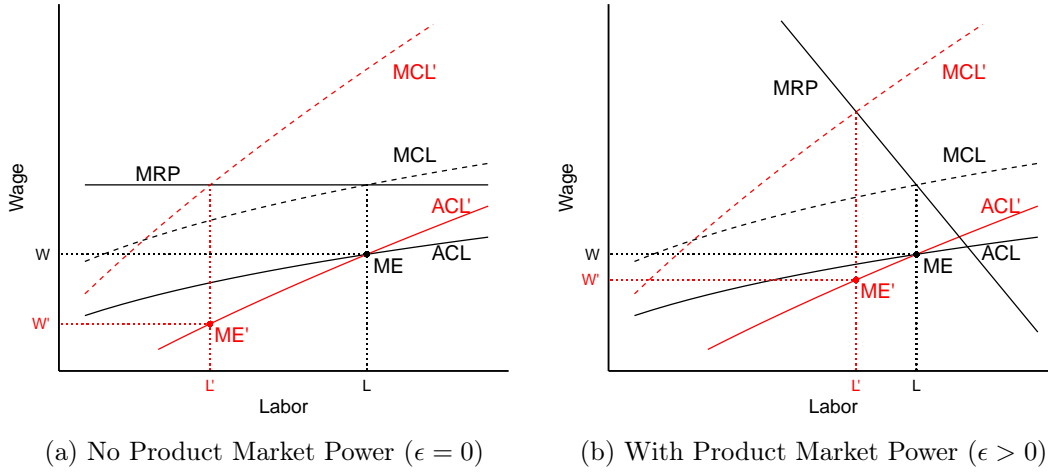 MCL'
MRP
MCL
ACL'
ACL
ME
ME'
Wage
W
W'
L'
L
Labor
(a) No Product Market Power (ϵ = 0)
MCL'
MRP
MCL
ACL'
ACL
ME
ME'
Wage
W
W'
L'
L
Labor
(b) With Product Market Power (ϵ > 0)